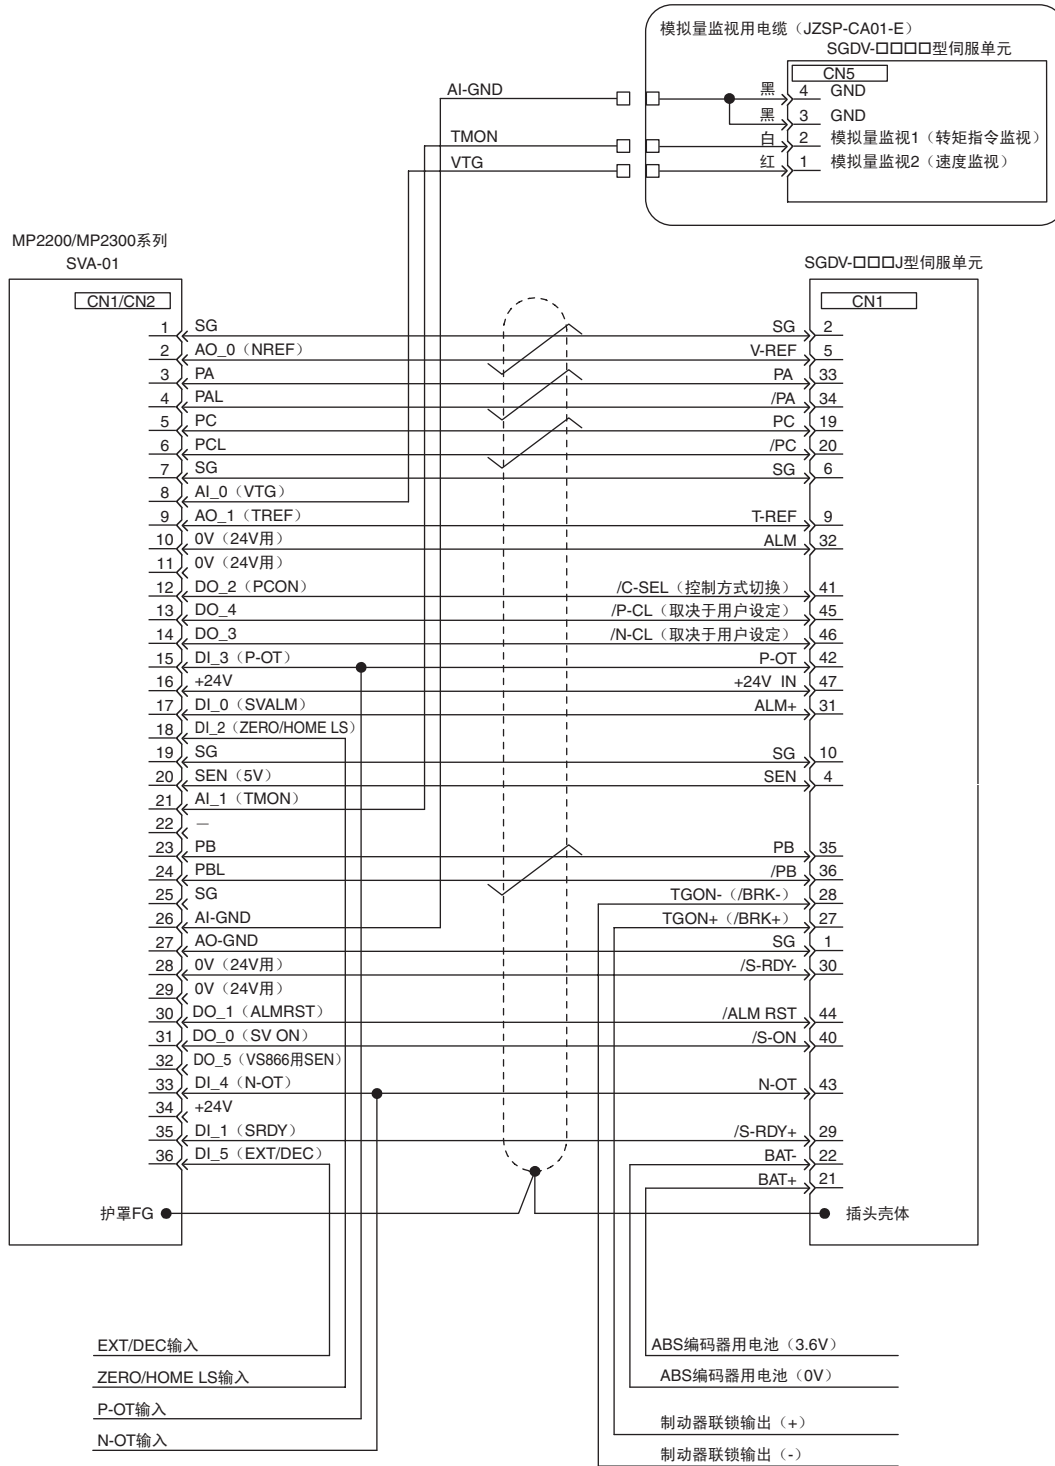 模拟量监视用电缆（JZSP-CA01-E）
SGDV-□□□□型伺服单元
CN5
AI-GND 黑 4 GND
黑 3 GND
TMON 白 2 模拟量监视1（转矩指令监视）
VTG 红 1 模拟量监视2（速度监视）
MP2200/MP2300系列
SVA-01
SGDV-□□□J型伺服单元
CN1/CN2 CN1
1 SG SG 2
2 AO_0（NREF） V-REF 5
3 PA PA 33
4 PAL /PA 34
5 PC PC 19
6 PCL /PC 20
7 SG SG 6
8 AI_0（VTG）
9 AO_1（TREF） T-REF 9
10 0V（24V用） ALM 32
11 0V（24V用）
12 DO_2（PCON） /C-SEL（控制方式切换） 41
13 DO_4 /P-CL（取决于用户设定） 45
14 DO_3 /N-CL（取决于用户设定） 46
15 DI_3（P-OT） P-OT 42
16 +24V +24V IN 47
17 DI_0（SVALM） ALM+ 31
18 DI_2（ZERO/HOME LS）
19 SG SG 10
20 SEN（5V） SEN 4
21 AI_1（TMON）
22 —
23 PB PB 35
24 PBL /PB 36
25 SG TGON-（/BRK-） 28
26 AI-GND TGON+（/BRK+） 27
27 AO-GND SG 1
28 0V（24V用） /S-RDY- 30
29 0V（24V用）
30 DO_1（ALMRST） /ALM RST 44
31 DO_0（SV ON） /S-ON 40
32 DO_5（VS866用SEN）
33 DI_4（N-OT） N-OT 43
34 +24V
35 DI_1（SRDY） /S-RDY+ 29
36 DI_5（EXT/DEC） BAT- 22
BAT+ 21
护罩FG 插头壳体
EXT/DEC输入 ABS编码器用电池（3.6V）
ZERO/HOME LS输入 ABS编码器用电池（0V）
P-OT输入 制动器联锁输出（+）
N-OT输入 制动器联锁输出（-）